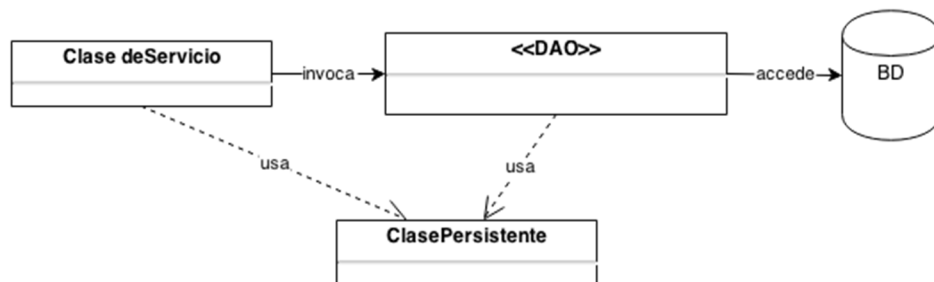 Clase deServicio
invoca
<<DAO>>
accede
BD
usa
usa
ClasePersistente